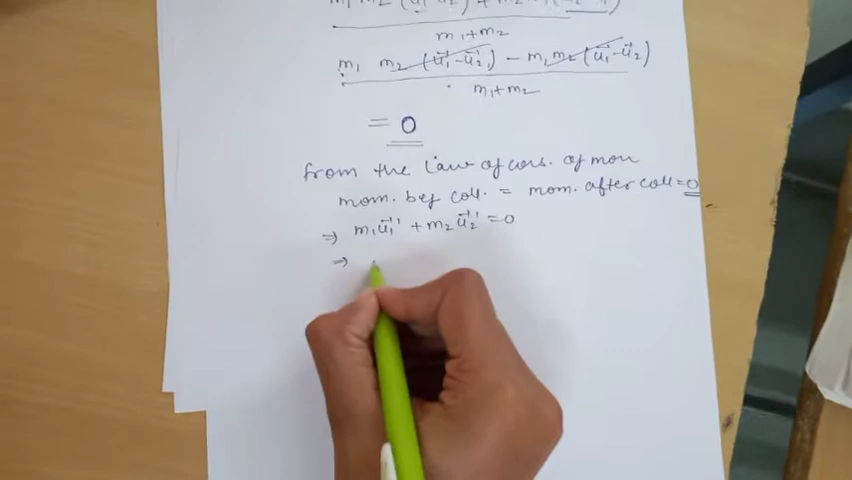 m₁+m₂
m₁ m₂ (u⃗₁-u⃗₂) - m₁m₂ (u⃗₁-u⃗₂)
m₁+m₂
= 0
from the law of cons. of mom
mom. bef coll. = mom. after coll = 0
⇒ m₁u⃗₁' + m₂u⃗₂' = 0
⇒